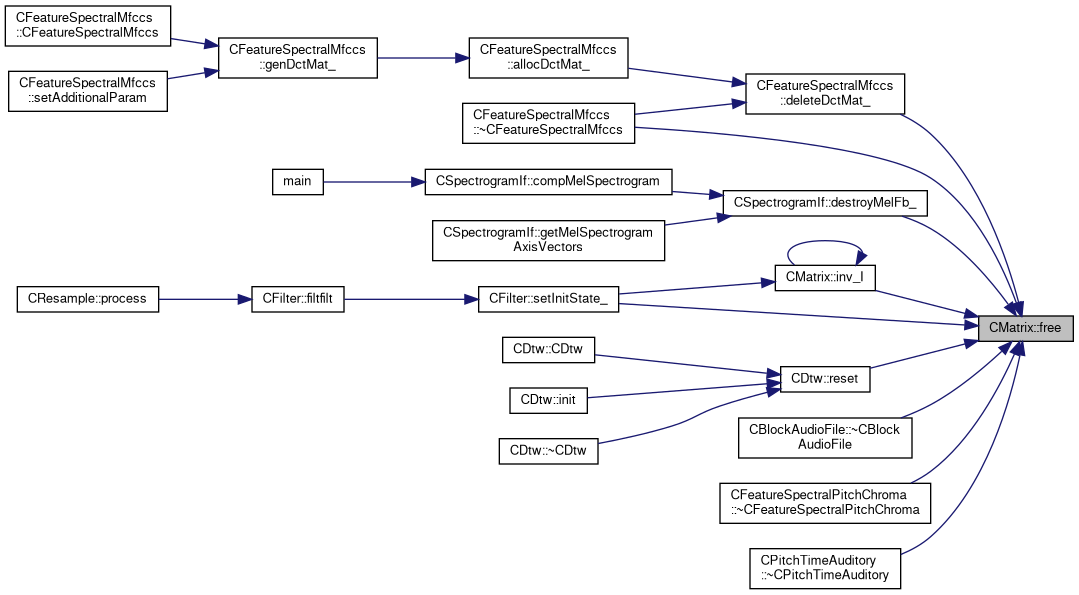 CFeatureSpectralMfccs
::CFeatureSpectralMfccs
CFeatureSpectralMfccs
::setAdditionalParam
CFeatureSpectralMfccs
::genDctMat_
CFeatureSpectralMfccs
::allocDctMat_
CFeatureSpectralMfccs
::deleteDctMat_
CFeatureSpectralMfccs
::~CFeatureSpectralMfccs
main
CSpectrogramIf::compMelSpectrogram
CSpectrogramIf::destroyMelFb_
CSpectrogramIf::getMelSpectrogram
AxisVectors
CMatrix::inv_I
CResample::process
CFilter::filtfilt
CFilter::setInitState_
CMatrix::free
CDtw::CDtw
CDtw::reset
CDtw::init
CDtw::~CDtw
CBlockAudioFile::~CBlock
AudioFile
CFeatureSpectralPitchChroma
::~CFeatureSpectralPitchChroma
CPitchTimeAuditory
::~CPitchTimeAuditory